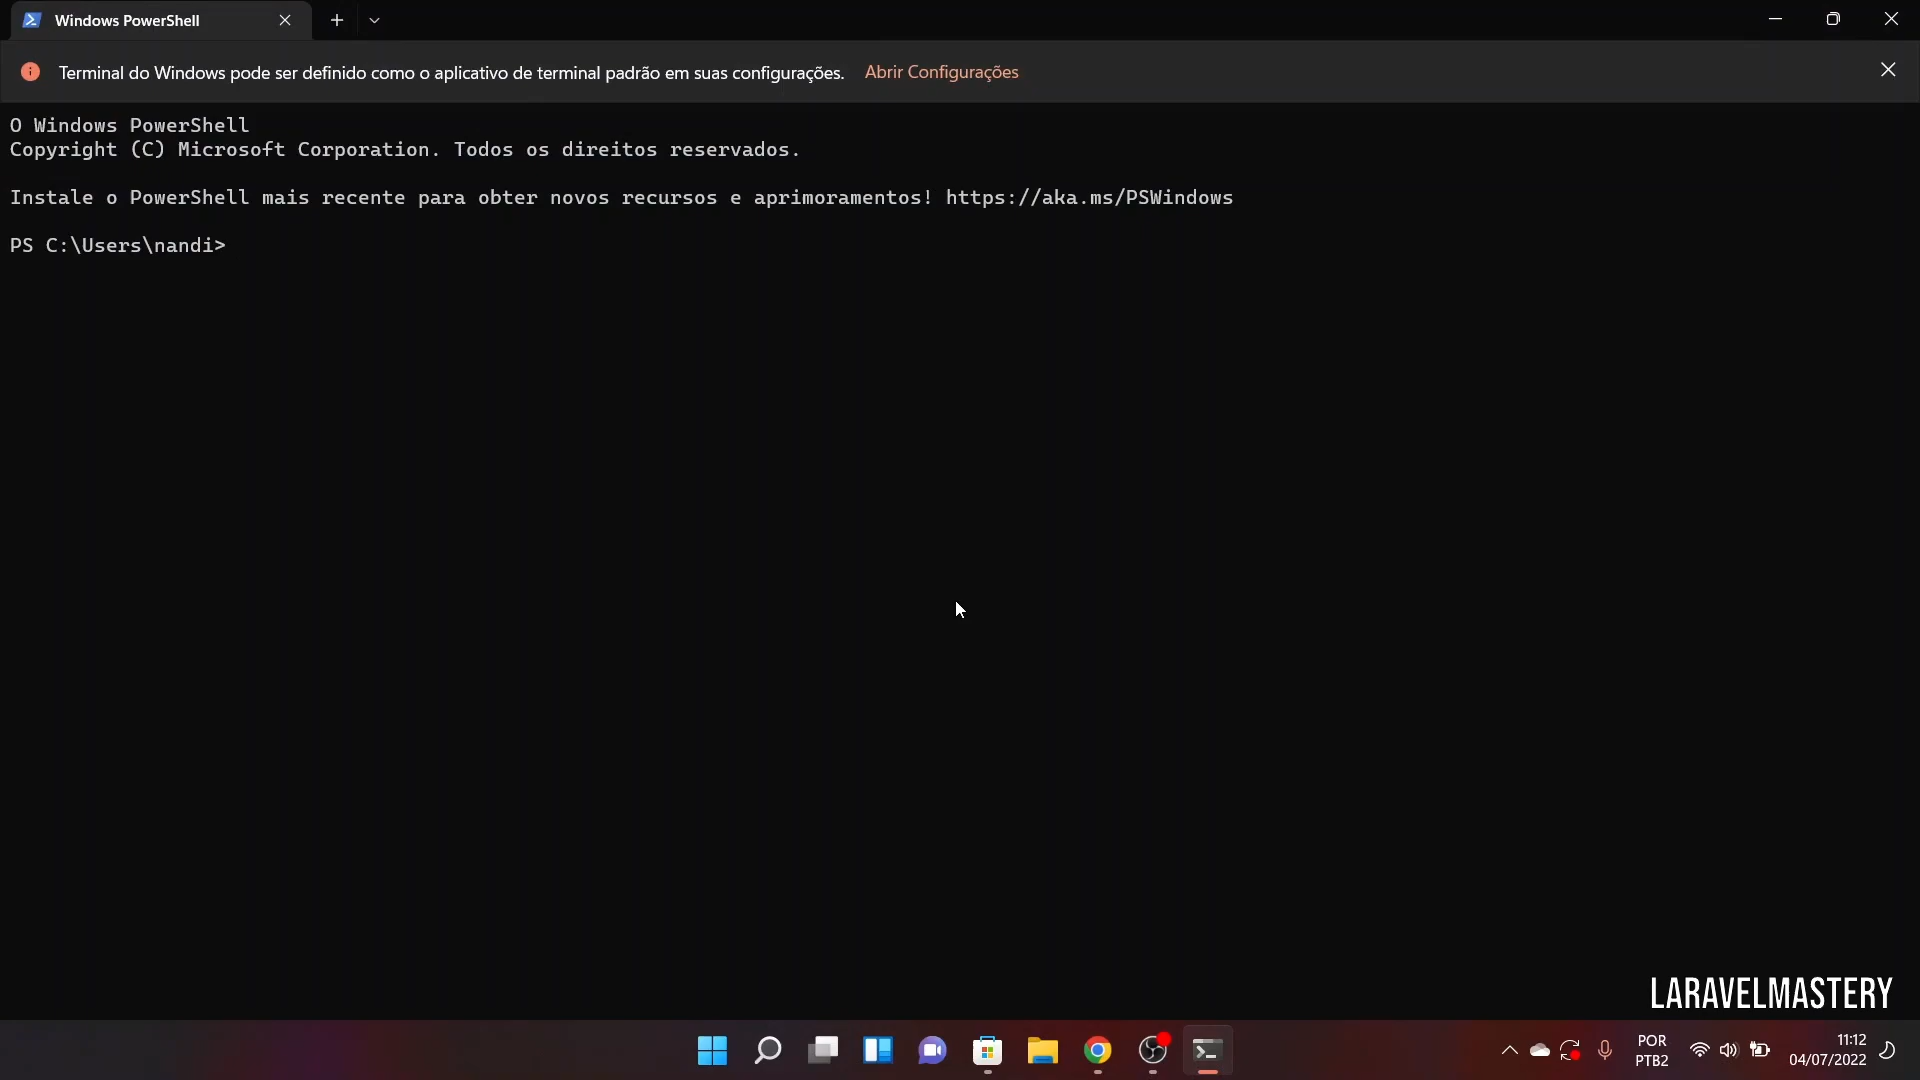 Windows PowerShell
Terminal do Windows pode ser definido como o aplicativo de terminal padrão em suas configurações. Abrir Configurações
O Windows PowerShell
Copyright (C) Microsoft Corporation. Todos os direitos reservados.
Instale o PowerShell mais recente para obter novos recursos e aprimoramentos! https://aka.ms/PSWindows
PS C:\Users\nandi>
LARAVELMASTERY
POR
PTB2
11:12
04/07/2022